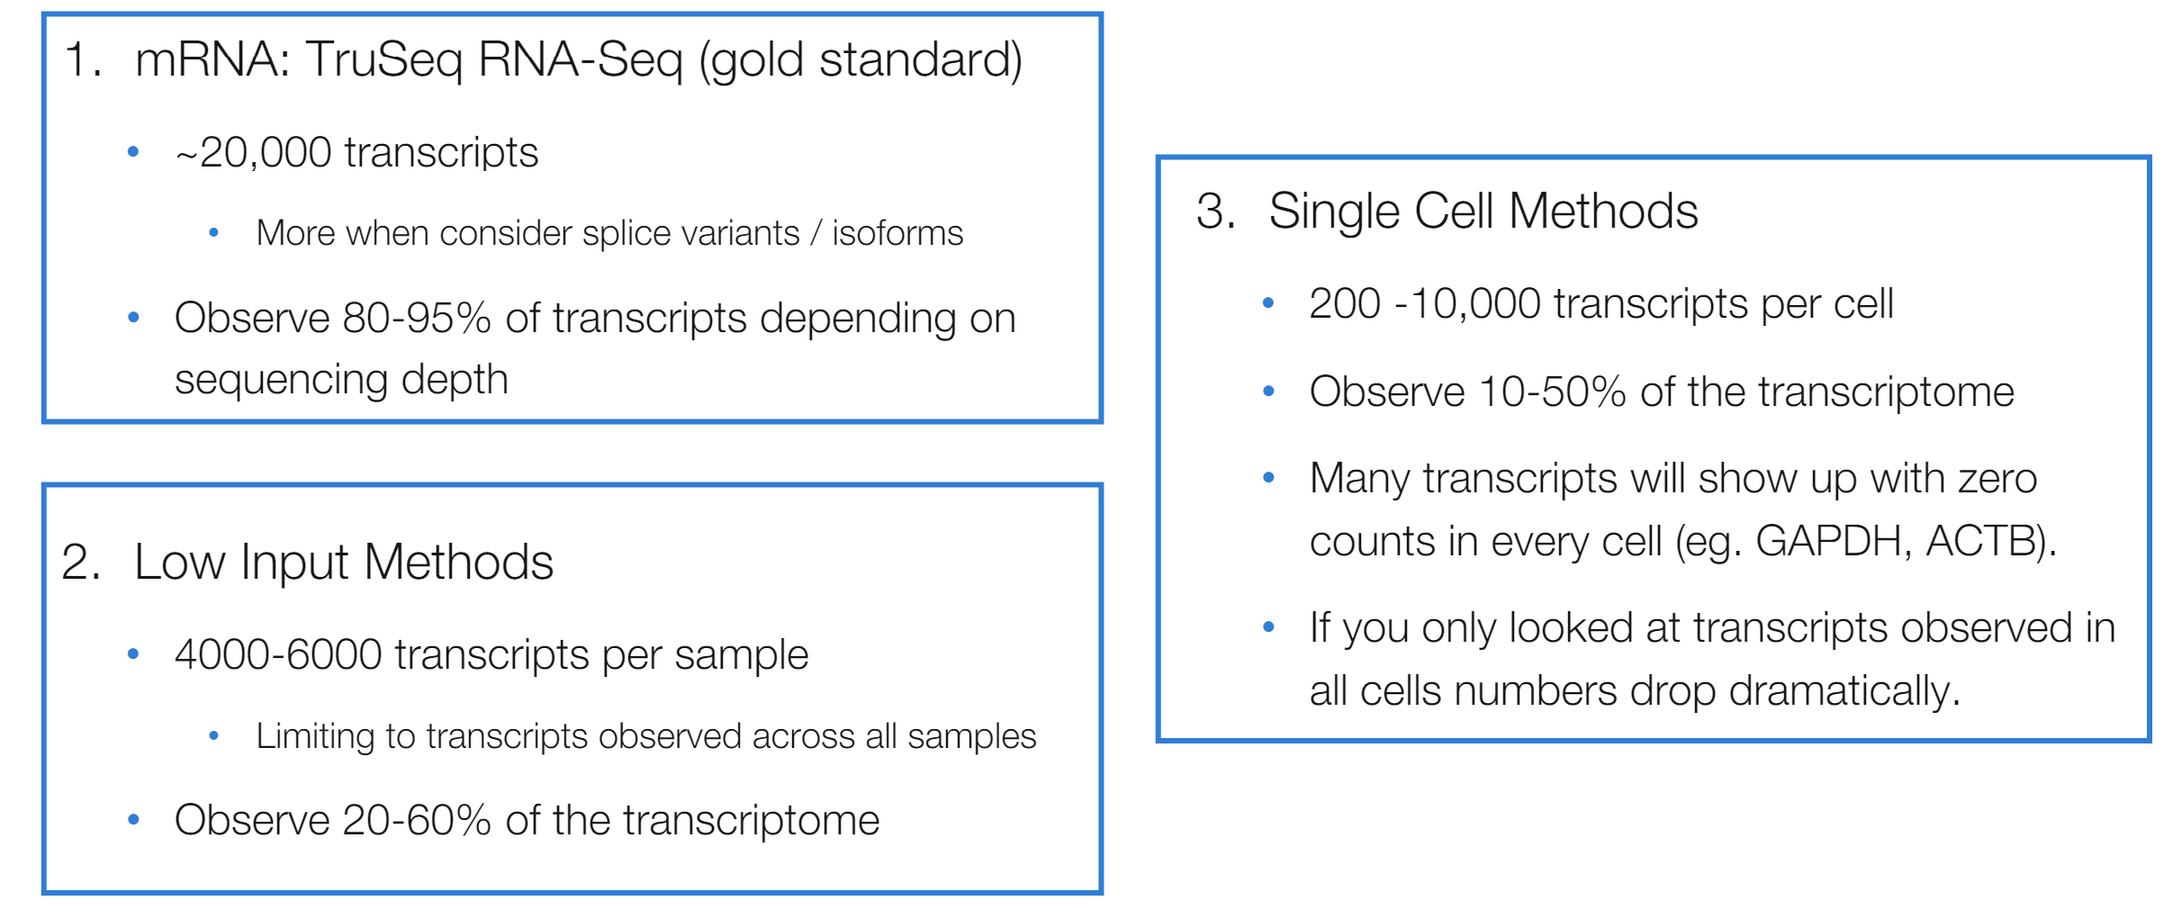 1. mRNA: TruSeq RNA-Seq (gold standard)
• ~20,000 transcripts
• More when consider splice variants / isoforms
• Observe 80-95% of transcripts depending on
sequencing depth
2. Low Input Methods
• 4000-6000 transcripts per sample
• Limiting to transcripts observed across all samples
• Observe 20-60% of the transcriptome
3. Single Cell Methods
• 200 -10,000 transcripts per cell
• Observe 10-50% of the transcriptome
• Many transcripts will show up with zero
counts in every cell (eg. GAPDH, ACTB).
• If you only looked at transcripts observed in
all cells numbers drop dramatically.